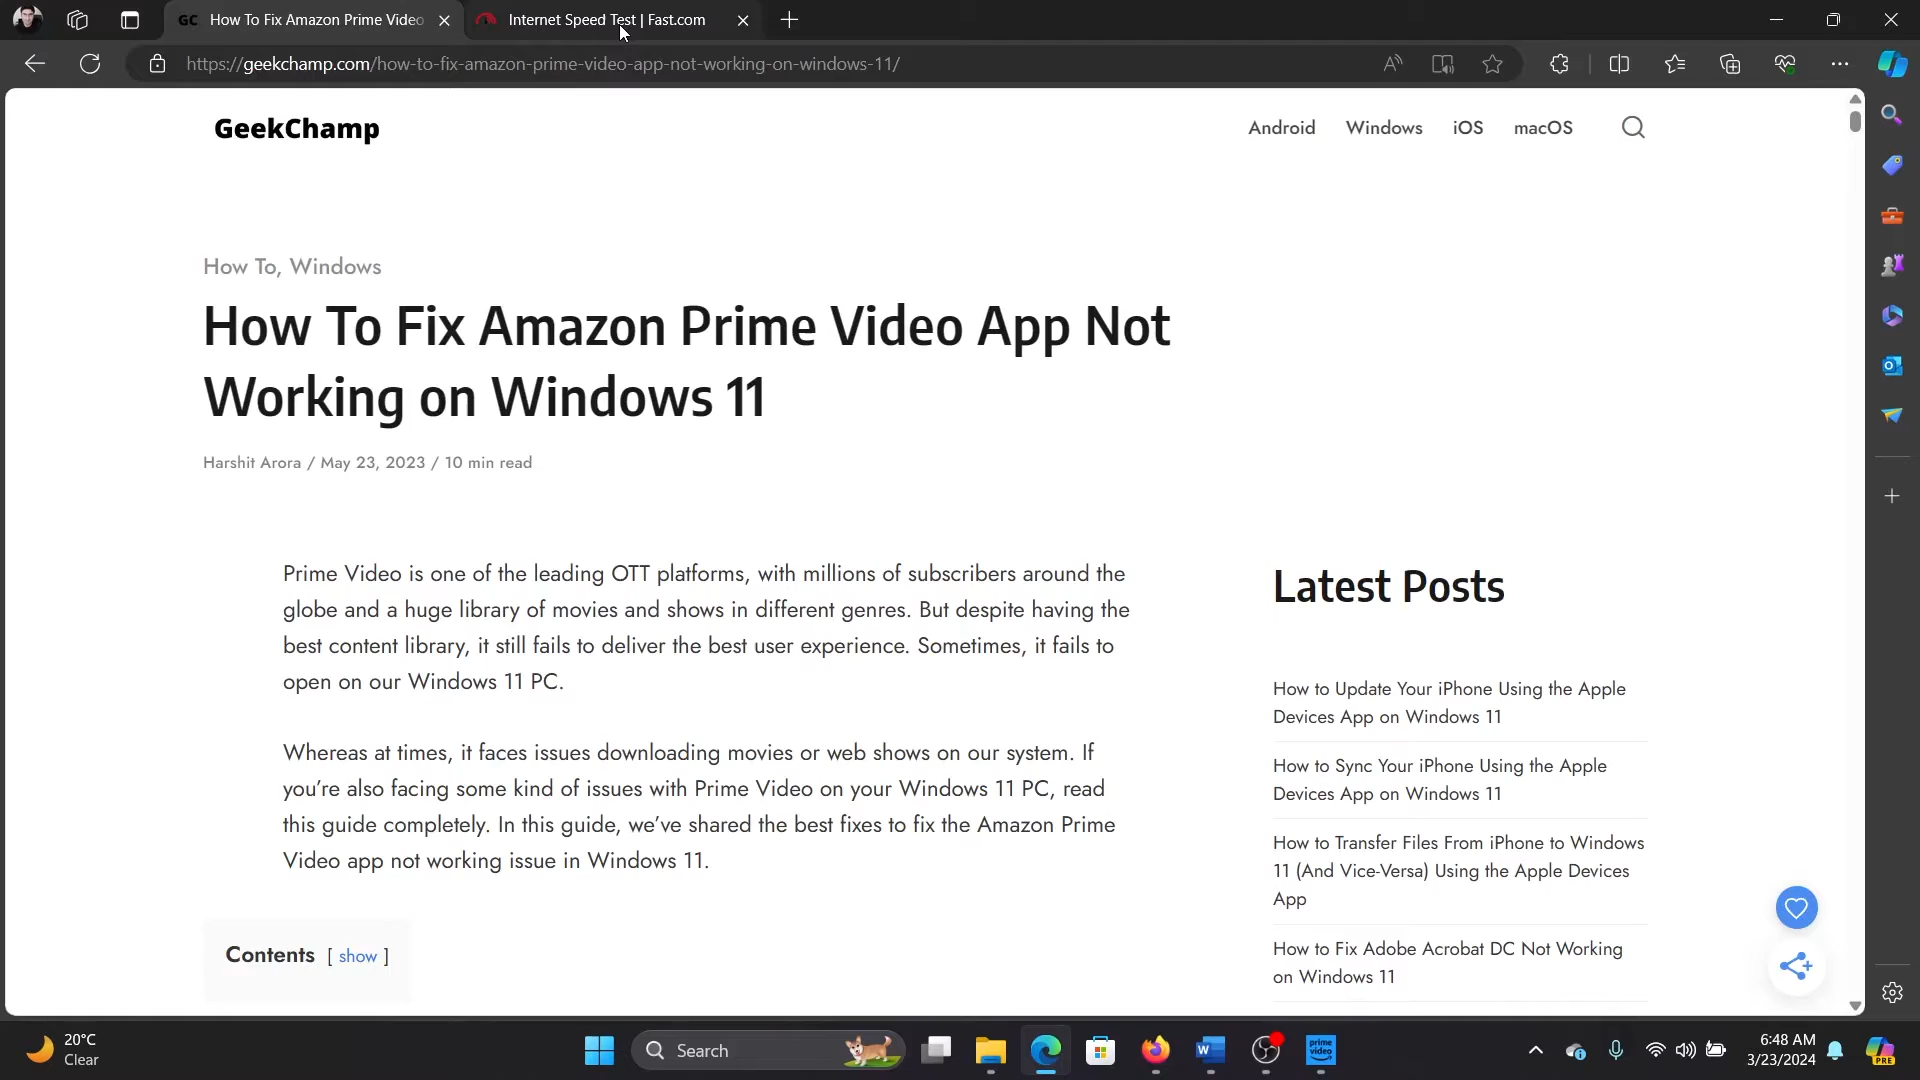 GC How To Fix Amazon Prime Video
Internet Speed Test | Fast.com
https://geekchamp.com/how-to-fix-amazon-prime-video-app-not-working-on-windows-11/
GeekChamp
Android Windows iOS macOS
How To, Windows
How To Fix Amazon Prime Video App Not
Working on Windows 11
Harshit Arora / May 23, 2023 / 10 min read
Prime Video is one of the leading OTT platforms, with millions of subscribers around the
globe and a huge library of movies and shows in different genres. But despite having the
best content library, it still fails to deliver the best user experience. Sometimes, it fails to
open on our Windows 11 PC.
Whereas at times, it faces issues downloading movies or web shows on our system. If
you’re also facing some kind of issues with Prime Video on your Windows 11 PC, read
this guide completely. In this guide, we’ve shared the best fixes to fix the Amazon Prime
Video app not working issue in Windows 11.
Contents [ show ]
Latest Posts
How to Update Your iPhone Using the Apple
Devices App on Windows 11
How to Sync Your iPhone Using the Apple
Devices App on Windows 11
How to Transfer Files From iPhone to Windows
11 (And Vice-Versa) Using the Apple Devices
App
How to Fix Adobe Acrobat DC Not Working
on Windows 11
20°C
Clear
Search
prime
video
6:48 AM
3/23/2024
PRE